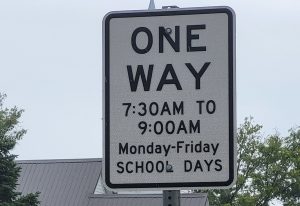 ONE
WAY
7:30AM TO
9:00AM
Monday-Friday
SCHOOL DAYS